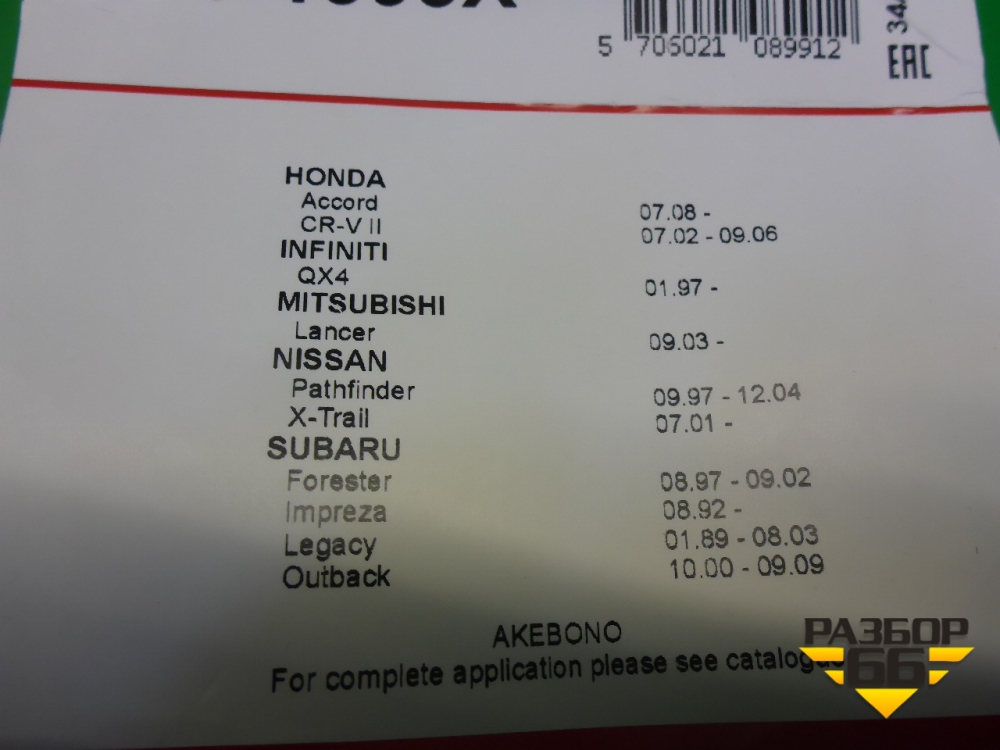 5 706021 089912
34/
EAC
HONDA
Accord 07.08 -
CR-V II 07.02 - 09.06
INFINITI
QX4 01.97 -
MITSUBISHI
Lancer 09.03 -
NISSAN
Pathfinder 09.97 - 12.04
X-Trail 07.01 -
SUBARU
Forester 08.97 - 09.02
Impreza 08.92 -
Legacy 01.89 - 08.03
Outback 10.00 - 09.09
AKEBONO
For complete application please see catalogue
РАЗБОР
66